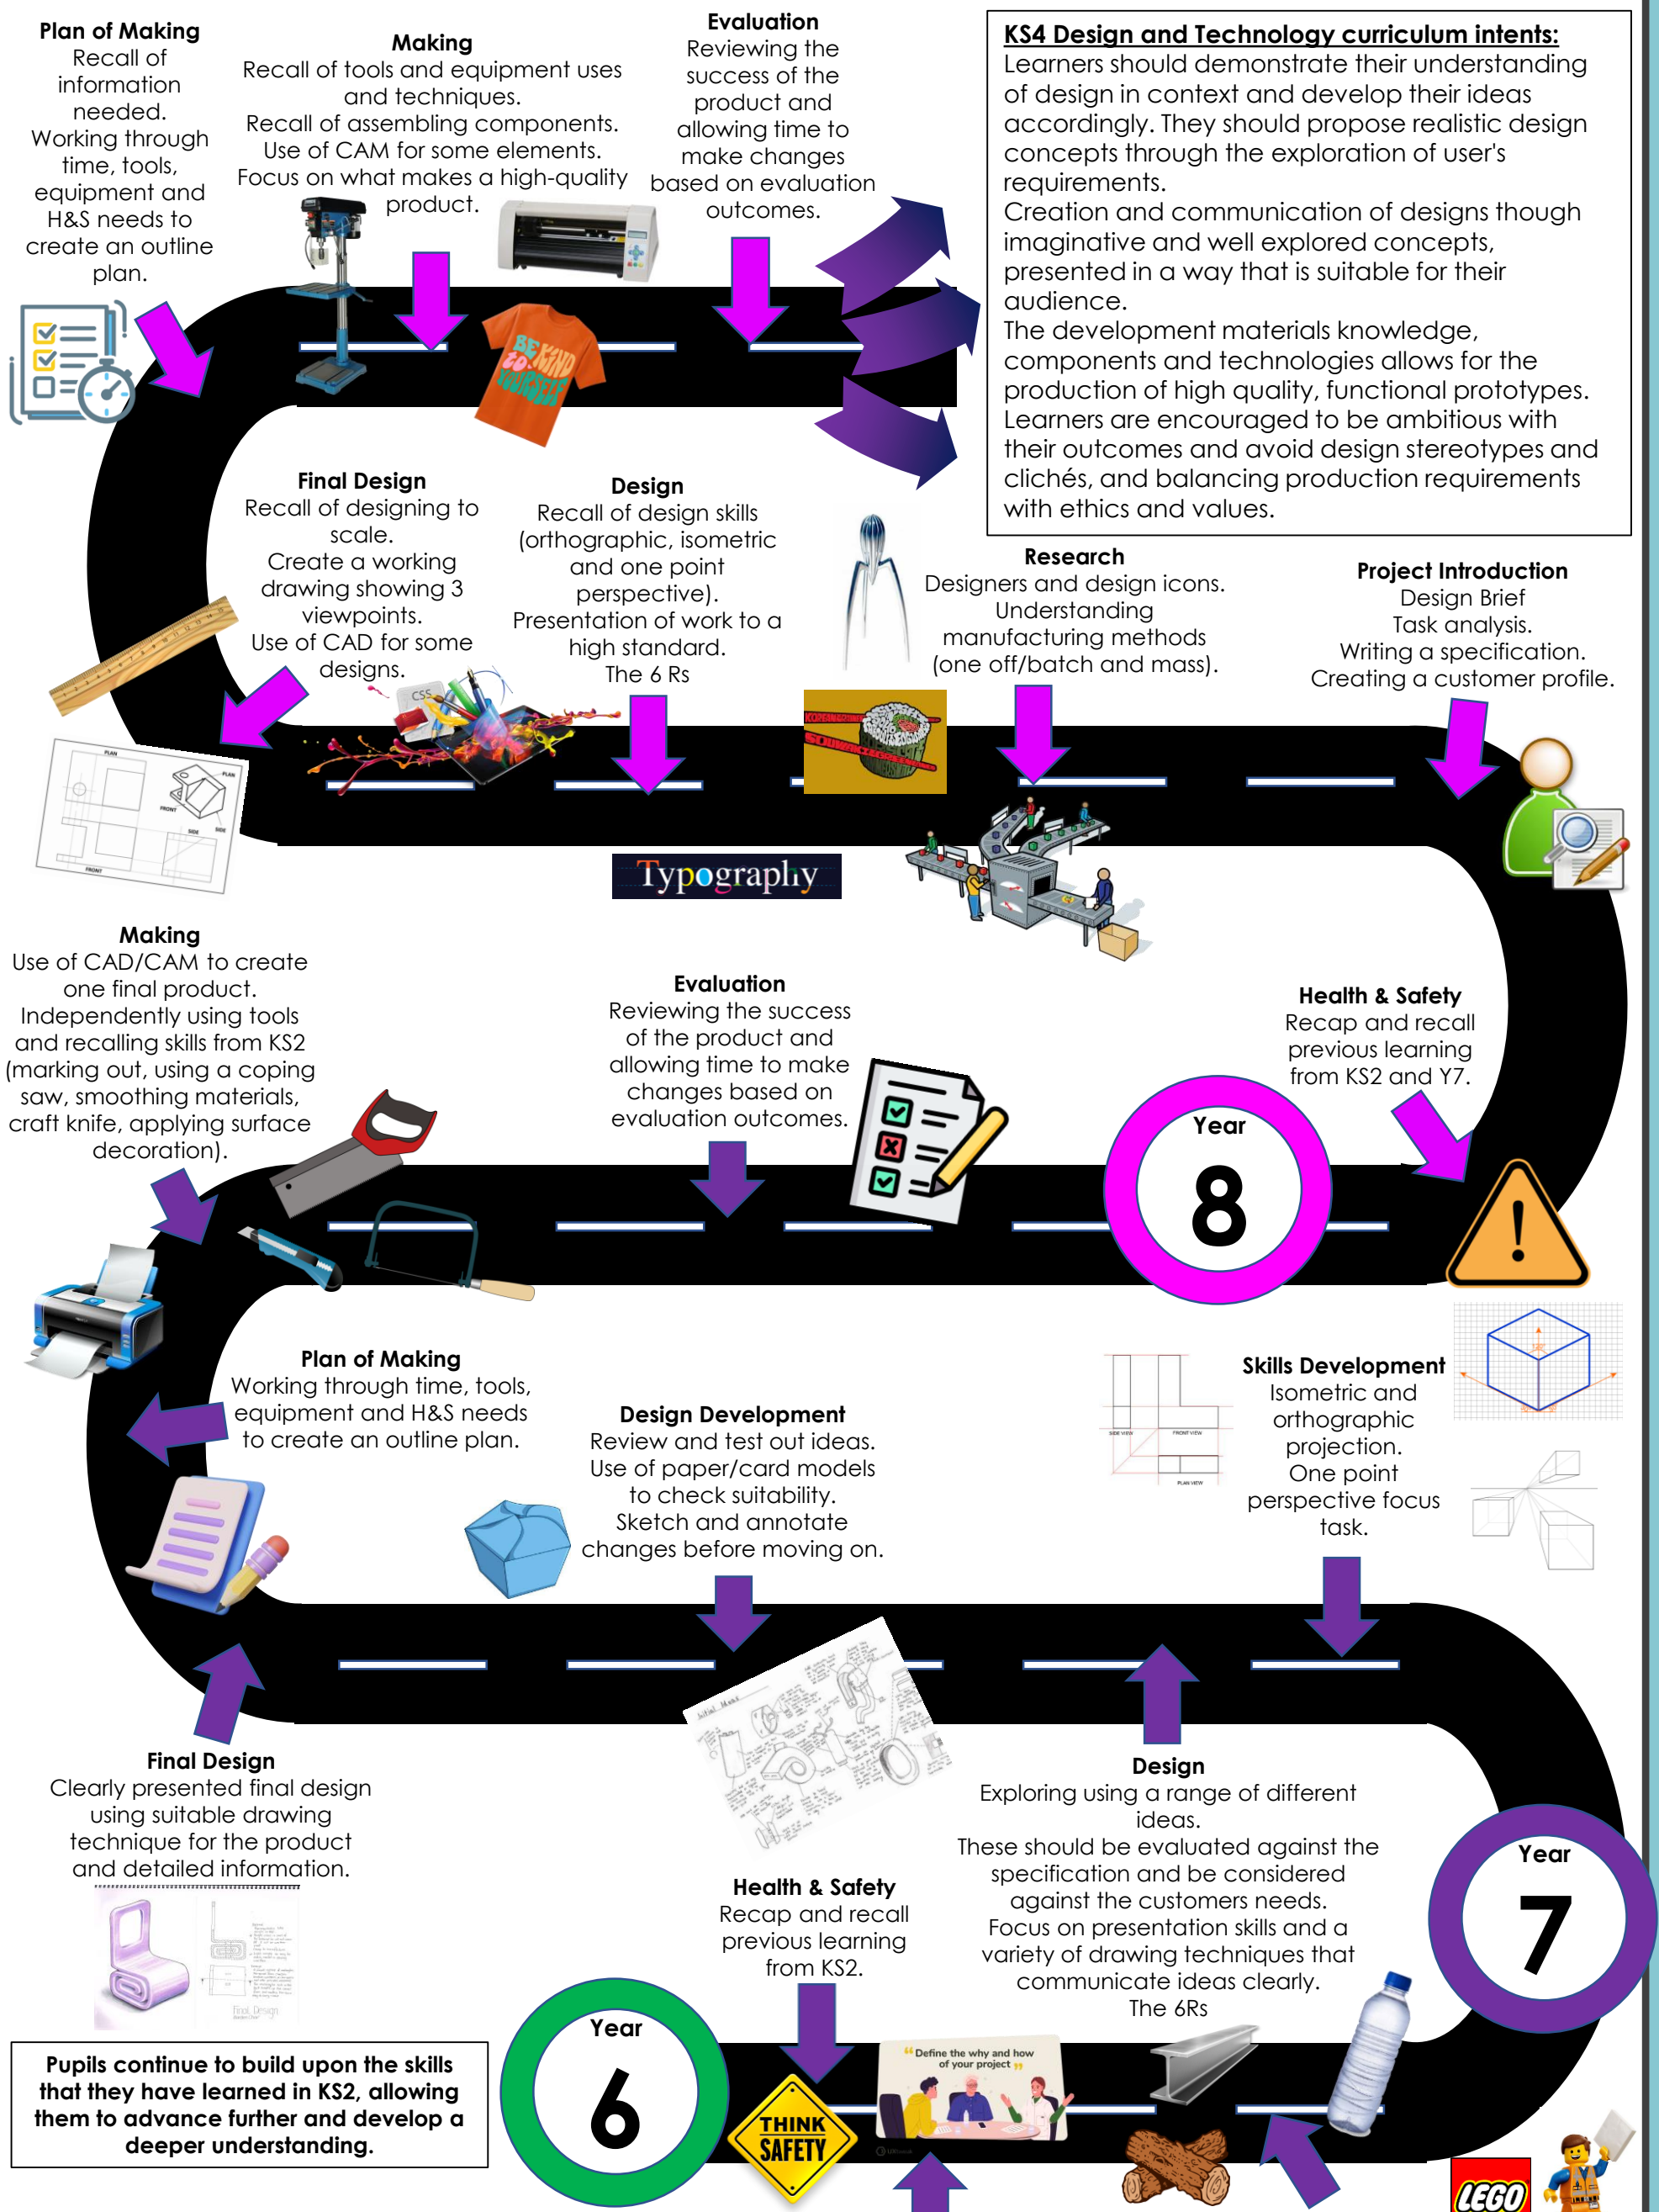 Plan of Making
Recall of
information
needed.
Working through
time, tools,
equipment and
H&S needs to
create an outline
plan.
Making
Recall of tools and equipment uses
and techniques.
Recall of assembling components.
Use of CAM for some elements.
Focus on what makes a high-quality
product.
Evaluation
Reviewing the
success of the
product and
allowing time to
make changes
based on evaluation
outcomes.
KS4 Design and Technology curriculum intents:
Learners should demonstrate their understanding
of design in context and develop their ideas
accordingly. They should propose realistic design
concepts through the exploration of user's
requirements.
Creation and communication of designs though
imaginative and well explored concepts,
presented in a way that is suitable for their
audience.
The development materials knowledge,
components and technologies allows for the
production of high quality, functional prototypes.
Learners are encouraged to be ambitious with
their outcomes and avoid design stereotypes and
clichés, and balancing production requirements
with ethics and values.
BE KIND
TO
YOURSELF
Final Design
Recall of designing to
scale.
Create a working
drawing showing 3
viewpoints.
Use of CAD for some
designs.
CSS
Design
Recall of design skills
(orthographic, isometric
and one point
perspective).
Presentation of work to a
high standard.
The 6 Rs
Research
Designers and design icons.
Understanding
manufacturing methods
(one off/batch and mass).
Project Introduction
Design Brief
Task analysis.
Writing a specification.
Creating a customer profile.
PLAN
PLAN
FRONT
SIDE
SIDE
FRONT
Typography
Making
Use of CAD/CAM to create
one final product.
Independently using tools
and recalling skills from KS2
(marking out, using a coping
saw, smoothing materials,
craft knife, applying surface
decoration).
Evaluation
Reviewing the success
of the product and
allowing time to make
changes based on
evaluation outcomes.
Health & Safety
Recap and recall
previous learning
from KS2 and Y7.
Year
8
Plan of Making
Working through time, tools,
equipment and H&S needs
to create an outline plan.
Design Development
Review and test out ideas.
Use of paper/card models
to check suitability.
Sketch and annotate
changes before moving on.
SIDE VIEW
FRONT VIEW
PLAN VIEW
Skills Development
Isometric and
orthographic
projection.
One point
perspective focus
task.
Initial Ideas
Final Design
Clearly presented final design
using suitable drawing
technique for the product
and detailed information.
Final Design
Health & Safety
Recap and recall
previous learning
from KS2.
Design
Exploring using a range of different
ideas.
These should be evaluated against the
specification and be considered
against the customers needs.
Focus on presentation skills and a
variety of drawing techniques that
communicate ideas clearly.
The 6Rs
Year
7
Pupils continue to build upon the skills
that they have learned in KS2, allowing
them to advance further and develop a
deeper understanding.
Year
6
THINK
SAFETY
“ Define the why and how
of your project ”
LEGO